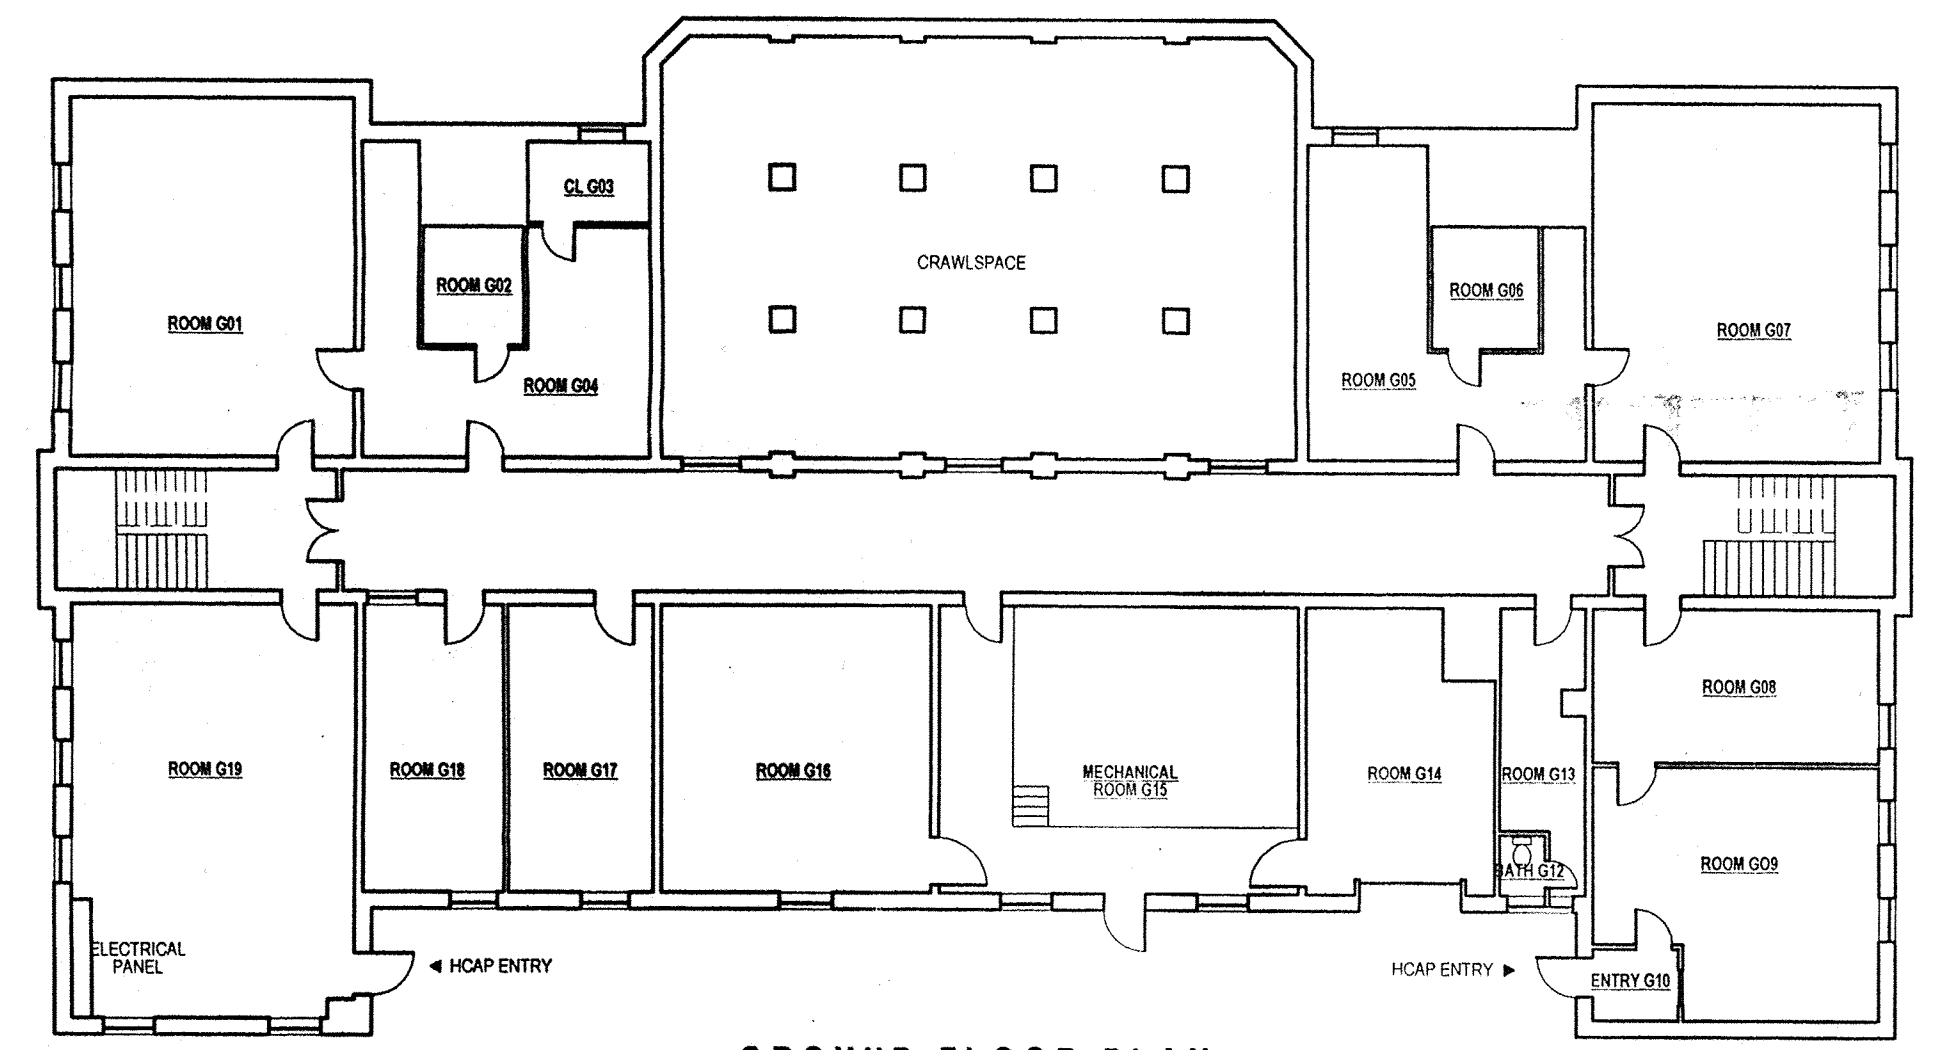 CL G03
CRAWLSPACE
ROOM G02
ROOM G06
ROOM G01
ROOM G07
ROOM G04
ROOM G05
ROOM G08
ROOM G19
ROOM G18
ROOM G17
ROOM G16
MECHANICAL
ROOM G15
ROOM G14
ROOM G13
BATH G12
ROOM GO9
ELECTRICAL
PANEL
◀ HCAP ENTRY
HCAP ENTRY ▶
ENTRY G10